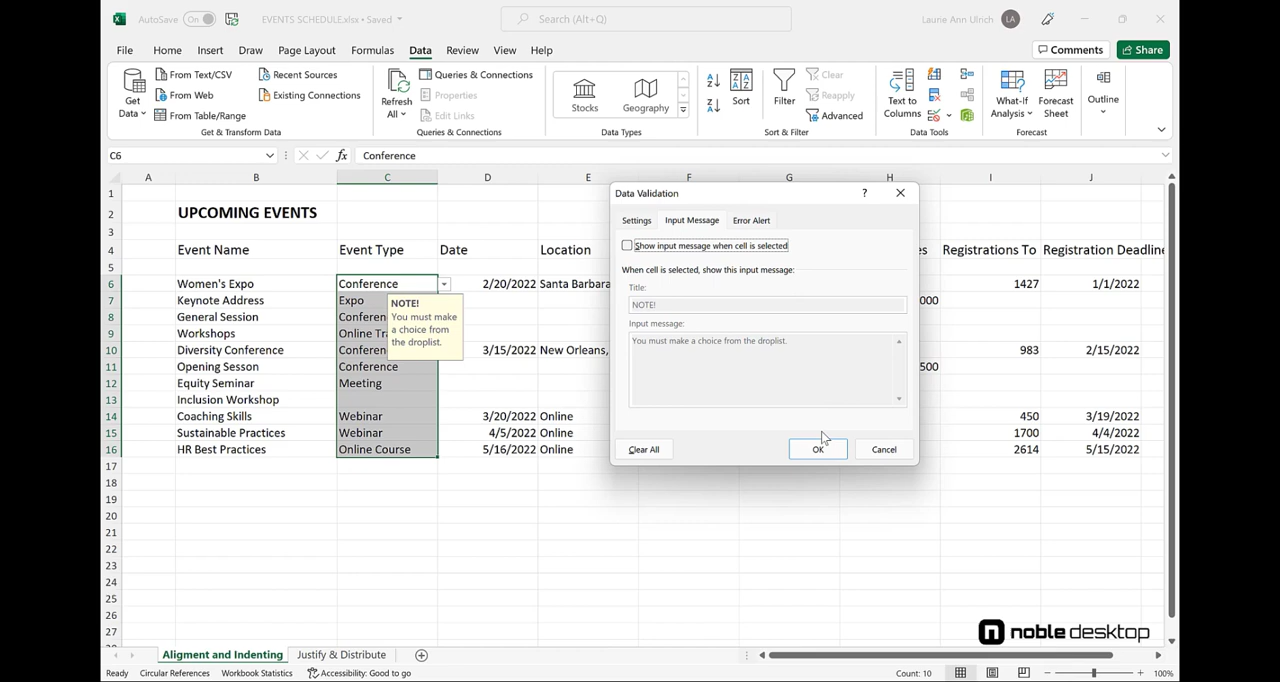 AutoSave On EVENTS SCHEDULE.xlsx • Saved Search (Alt+Q) Laurie Ann Ulrich LA
File Home Insert Draw Page Layout Formulas Data Review View Help Comments Share
Get Data
From Text/CSV
From Web
From Table/Range
Recent Sources
Existing Connections
Get & Transform Data
Refresh All
Queries & Connections
Properties
Edit Links
Queries & Connections
Stocks Geography
Data Types
Sort
Filter
Clear
Reapply
Advanced
Sort & Filter
Text to Columns
Data Tools
What-If Analysis
Forecast Sheet
Forecast
Outline
C6 fx Conference
A B C D E F G H I J
1
2 UPCOMING EVENTS
3
4 Event Name Event Type Date Location es Registrations To Registration Deadline
5
6 Women's Expo Conference 2/20/2022 Santa Barbara 1427 1/1/2022
7 Keynote Address Expo 000
8 General Session Conferen
9 Workshops Online Tra
10 Diversity Conference Conferen 3/15/2022 New Orleans, 983 2/15/2022
11 Opening Sesson Conference 500
12 Equity Seminar Meeting
13 Inclusion Workshop
14 Coaching Skills Webinar 3/20/2022 Online 450 3/19/2022
15 Sustainable Practices Webinar 4/5/2022 Online 1700 4/4/2022
16 HR Best Practices Online Course 5/16/2022 Online 2614 5/15/2022
17
18
19
20
21
22
23
24
25
26
27
NOTE!
You must make
a choice from
the droplist.
Data Validation ?
Settings Input Message Error Alert
Show input message when cell is selected
When cell is selected, show this input message:
Title:
NOTE!
Input message:
You must make a choice from the droplist.
Clear All OK Cancel
noble desktop
Aligment and Indenting Justify & Distribute
Ready Circular References Workbook Statistics Accessibility: Good to go Count: 10 100%